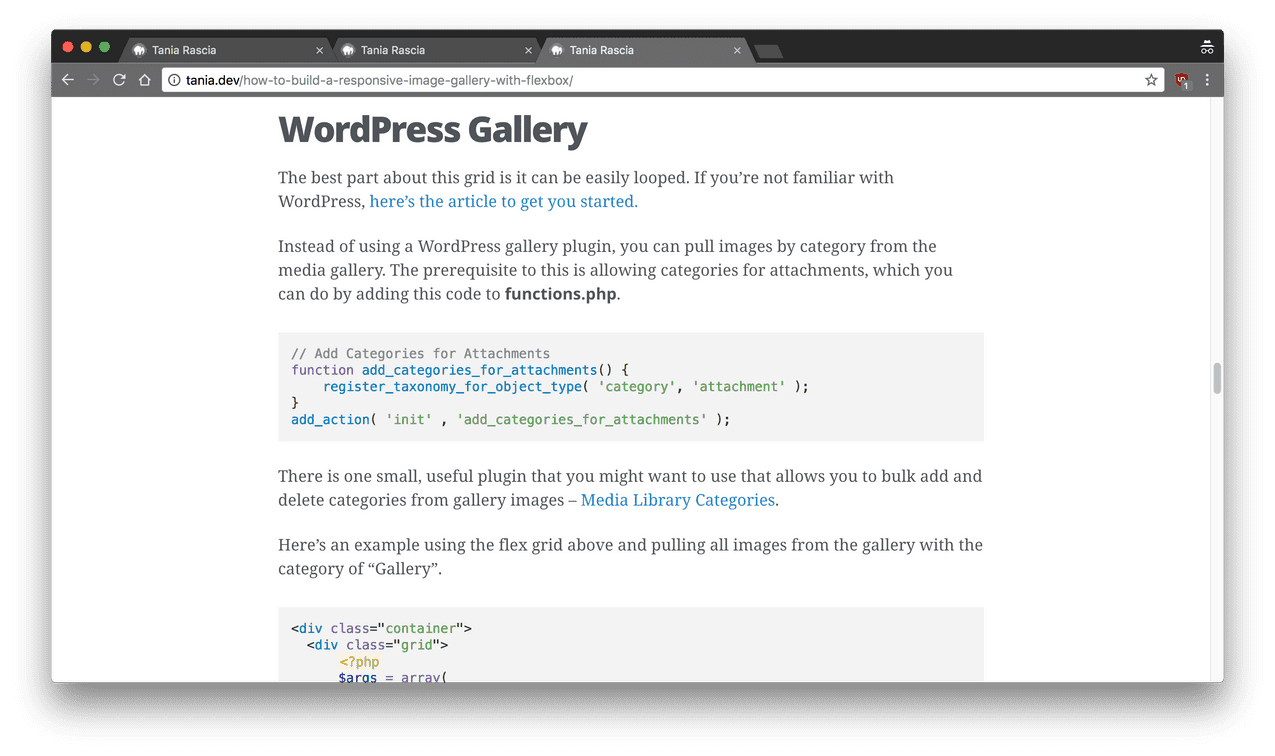 Tania Rascia Tania Rascia Tania Rascia
tania.dev/how-to-build-a-responsive-image-gallery-with-flexbox/
1
WordPress Gallery
The best part about this grid is it can be easily looped. If you’re not familiar with
WordPress, here’s the article to get you started.
Instead of using a WordPress gallery plugin, you can pull images by category from the
media gallery. The prerequisite to this is allowing categories for attachments, which you
can do by adding this code to functions.php.
// Add Categories for Attachments
function add_categories_for_attachments() {
    register_taxonomy_for_object_type( 'category', 'attachment' );
}
add_action( 'init' , 'add_categories_for_attachments' );
There is one small, useful plugin that you might want to use that allows you to bulk add and
delete categories from gallery images – Media Library Categories.
Here’s an example using the flex grid above and pulling all images from the gallery with the
category of “Gallery”.
<div class="container">
  <div class="grid">
      <?php
      $args = array(